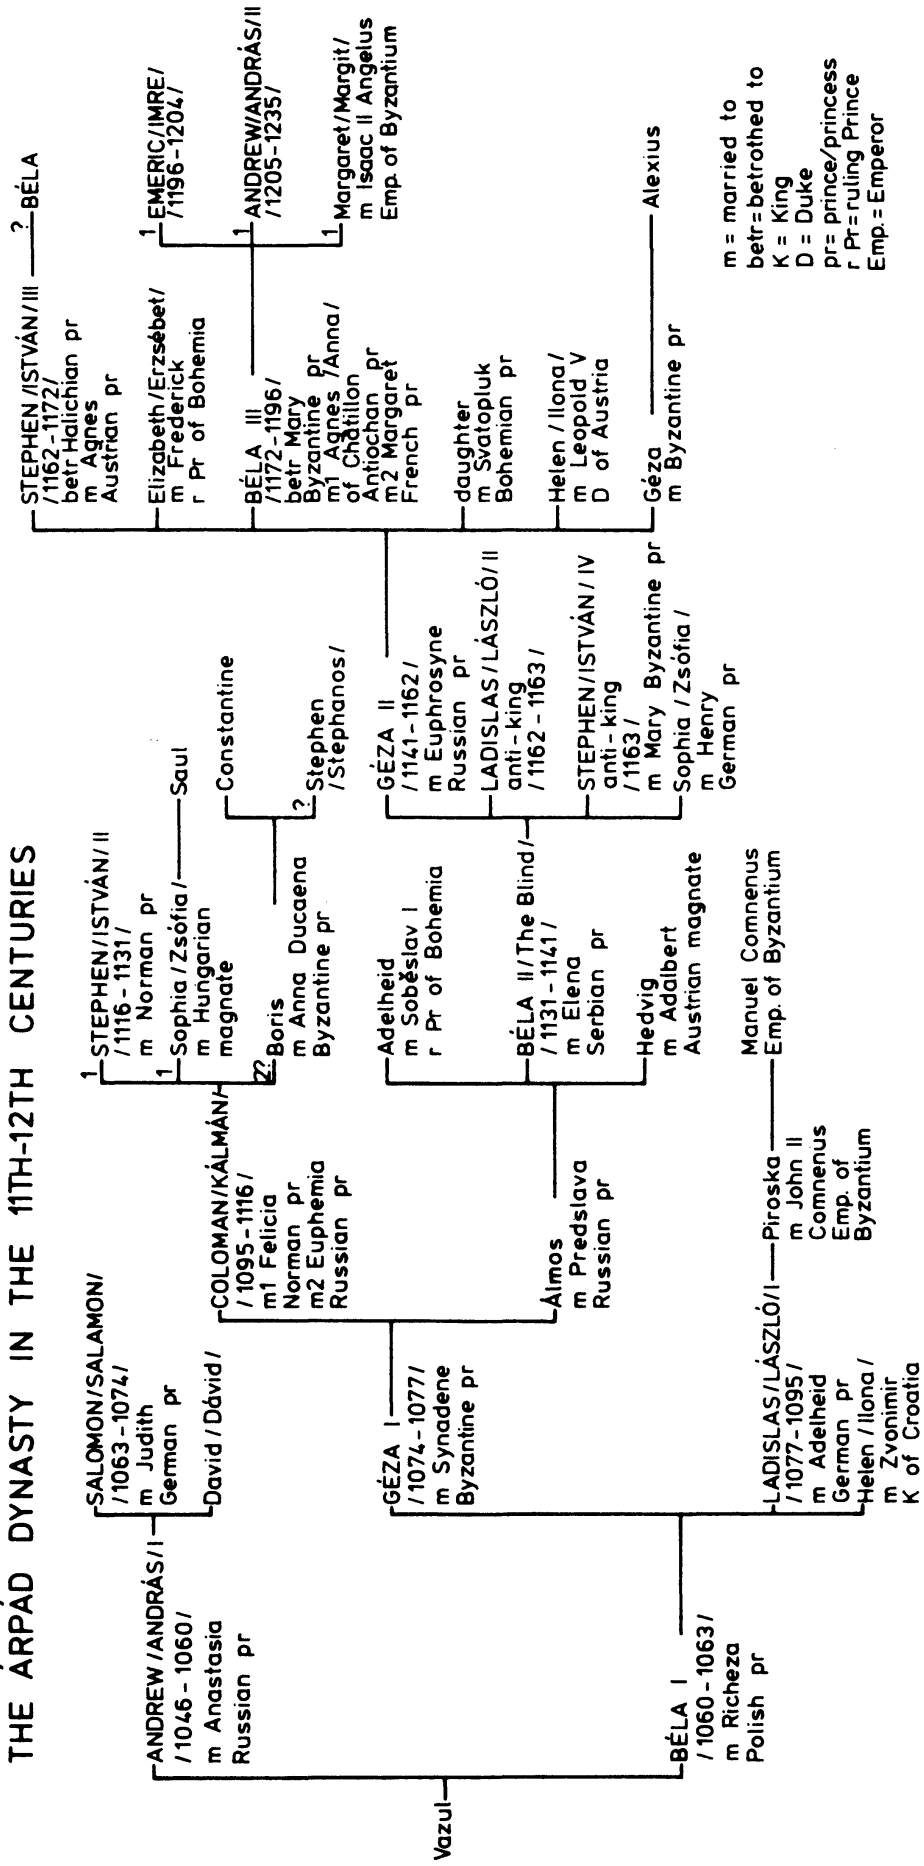 THE ÁRPÁD DYNASTY IN THE 11TH-12TH CENTURIES
Vazul
ANDREW/ANDRÁS/I
/1046-1060/
m Anastasia
Russian pr
BÉLA I
/1060-1063/
m Richeza
Polish pr
SALOMON/SALAMON/
/1063-1074/
m Judith
German pr
David/Dávid/
GÉZA I
/1074-1077/
m Synadene
Byzantine pr
LADISLAS/LÁSZLÓ/I
/1077-1095/
m Adelheid
German pr
Helen/Ilona/
m Zvonimir
K of Croatia
COLOMAN/KÁLMÁN/
/1095-1116/
m1 Felicia
Norman pr
m2 Euphemia
Russian pr
Álmos
m Predslava
Russian pr
Piroska
m John II
Comnenus
Emp. of
Byzantium
1 STEPHEN/ISTVÁN/II
/1116-1131/
m Norman pr
1 Sophia/Zsófia/
m Hungarian
magnate
2? Boris
m Anna Ducaena
Byzantine pr
Adelheid
m Soběslav I
r Pr of Bohemia
BÉLA II/The Blind/
/1131-1141/
m Elena
Serbian pr
Hedvig
m Adalbert
Austrian magnate
Manuel Comnenus
Emp. of Byzantium
Saul
Constantine
? Stephen
/Stephanos/
GÉZA II
/1141-1162/
m Euphrosyne
Russian pr
LADISLAS/LÁSZLÓ/II
anti-king
/1162-1163/
STEPHEN/ISTVÁN/IV
anti-king
/1163/
m Mary Byzantine pr
Sophia/Zsófia/
m Henry
German pr
STEPHEN/ISTVÁN/III
/1162-1172/
betr Halichian pr
m Agnes
Austrian pr
Elizabeth/Erzsébet/
m Frederick
r Pr of Bohemia
BÉLA III
/1172-1196/
betr Mary
Byzantine pr
m1 Agnes/Anna/
of Châtillon
Antiochan pr
m2 Margaret
French pr
daughter
m Svatopluk
Bohemian pr
Helen/Ilona/
m Leopold V
D of Austria
Géza
m Byzantine pr
? BÉLA
1 EMERIC/IMRE/
/1196-1204/
1 ANDREW/ANDRÁS/II
/1205-1235/
1 Margaret/Margit/
m Isaac II Angelus
Emp. of Byzantium
Alexius
m = married to
betr=betrothed to
K = King
D = Duke
pr=prince/princess
r Pr=ruling Prince
Emp.=Emperor